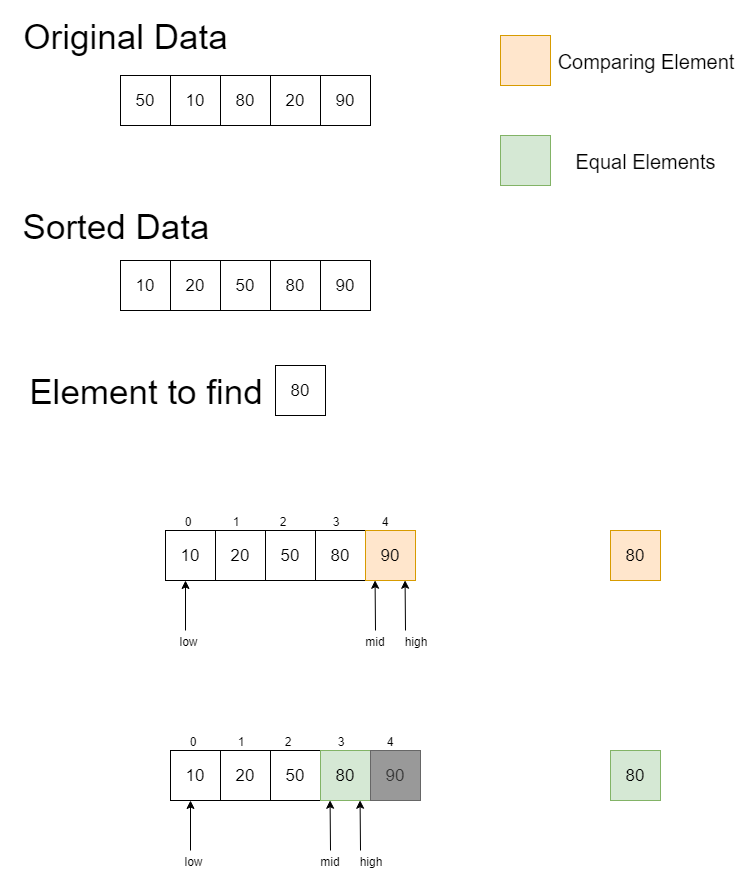 Original Data
50 10 80 20 90
Comparing Element
Equal Elements
Sorted Data
10 20 50 80 90
Element to find 80
0 1 2 3 4
10 20 50 80 90 80
low mid high
0 1 2 3 4
10 20 50 80 90 80
low mid high